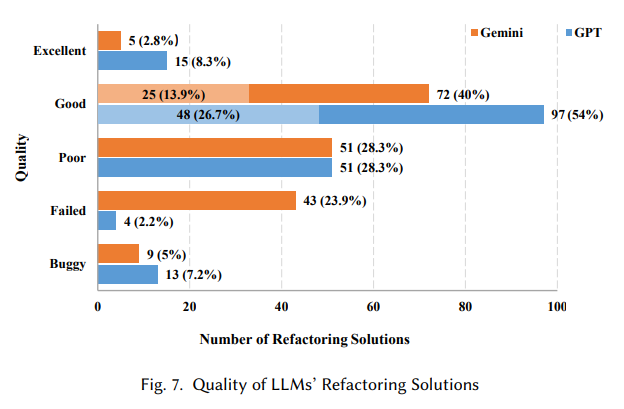 Gemini
GPT
Excellent
5 (2.8%)
15 (8.3%)
Good
25 (13.9%)
72 (40%)
48 (26.7%)
97 (54%)
Poor
51 (28.3%)
51 (28.3%)
Failed
43 (23.9%)
4 (2.2%)
Buggy
9 (5%)
13 (7.2%)
Quality
0 20 40 60 80 100
Number of Refactoring Solutions
Fig. 7. Quality of LLMs' Refactoring Solutions